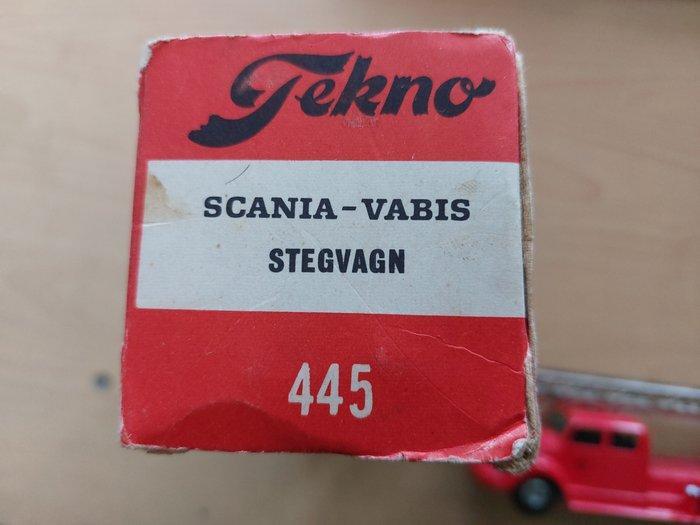 Tekno
SCANIA-VABIS
STEGVAGN
445